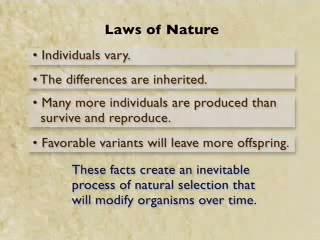 Laws of Nature
• Individuals vary.
• The differences are inherited.
• Many more individuals are produced than
survive and reproduce.
• Favorable variants will leave more offspring.
These facts create an inevitable
process of natural selection that
will modify organisms over time.